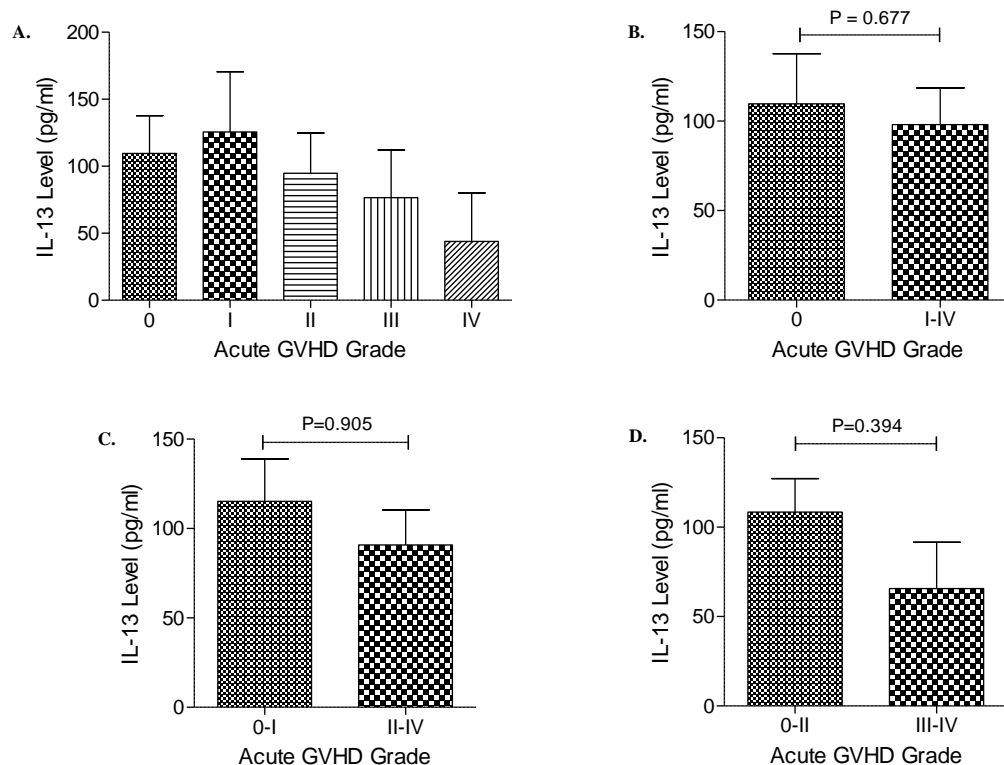 A.
200
150
100
50
0
IL-13 Level (pg/ml)
0 I II III IV
Acute GVHD Grade
B.
P = 0.677
150
100
50
0
IL-13 Level (pg/ml)
0 I-IV
Acute GVHD Grade
C.
P=0.905
150
100
50
0
IL-13 Level (pg/ml)
0-I II-IV
Acute GVHD Grade
D.
P=0.394
150
100
50
0
IL-13 Level (pg/ml)
0-II III-IV
Acute GVHD Grade